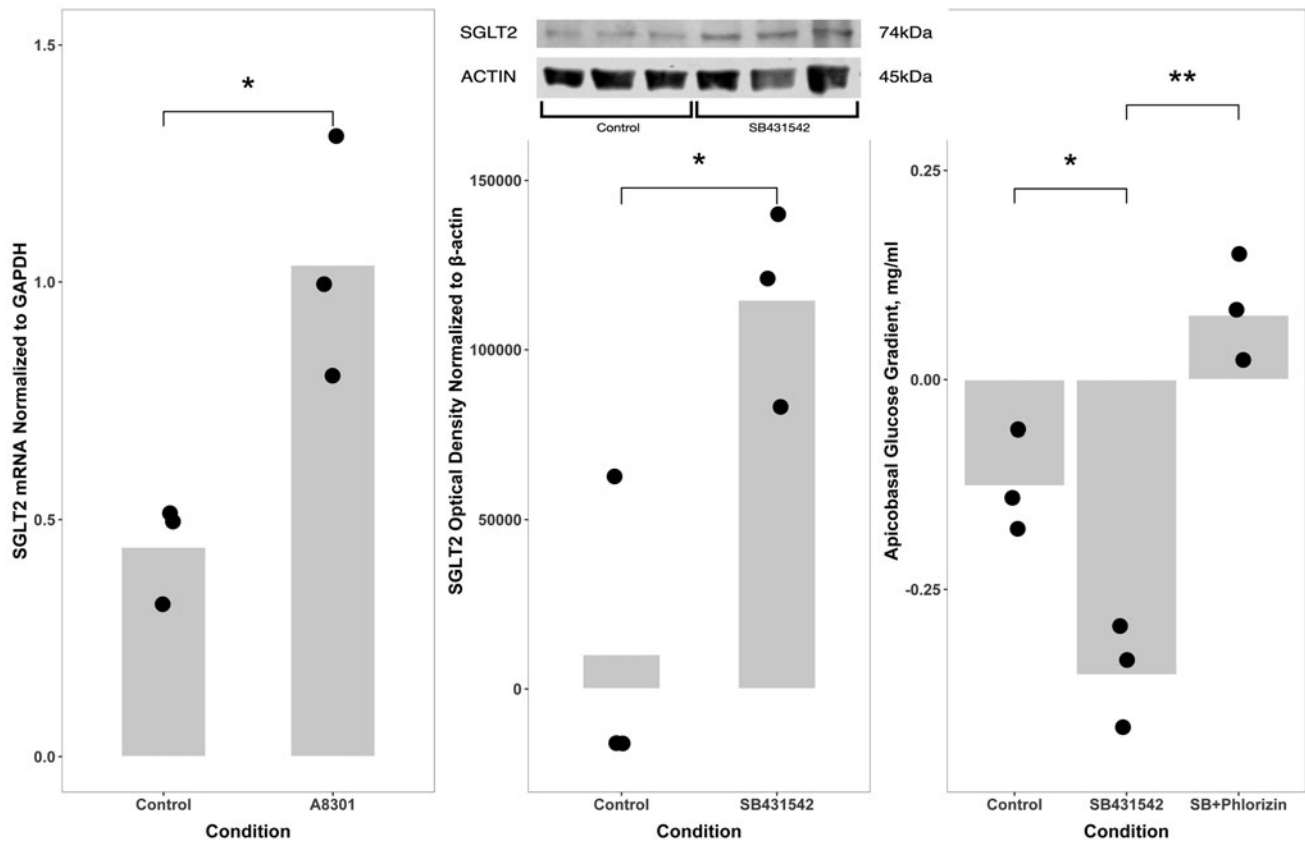 SGLT2 mRNA Normalized to GAPDH
1.5
1.0
0.5
0.0
*
Control
A8301
Condition
SGLT2
74kDa
ACTIN
45kDa
Control
SB431542
SGLT2 Optical Density Normalized to β-actin
150000
100000
50000
0
*
Control
SB431542
Condition
Apicobasal Glucose Gradient, mg/ml
0.25
0.00
-0.25
**
*
Control
SB431542
SB+Phlorizin
Condition